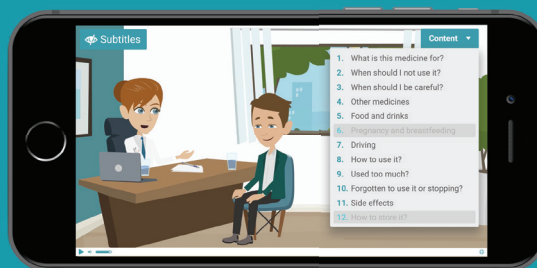 Subtitles
Content
1. What is this medicine for?
2. When should I not use it?
3. When should I be careful?
4. Other medicines
5. Food and drinks
6. Pregnancy and breastfeeding
7. Driving
8. How to use it?
9. Used too much?
10. Forgotten to use it or stopping?
11. Side effects
12. How to store it?